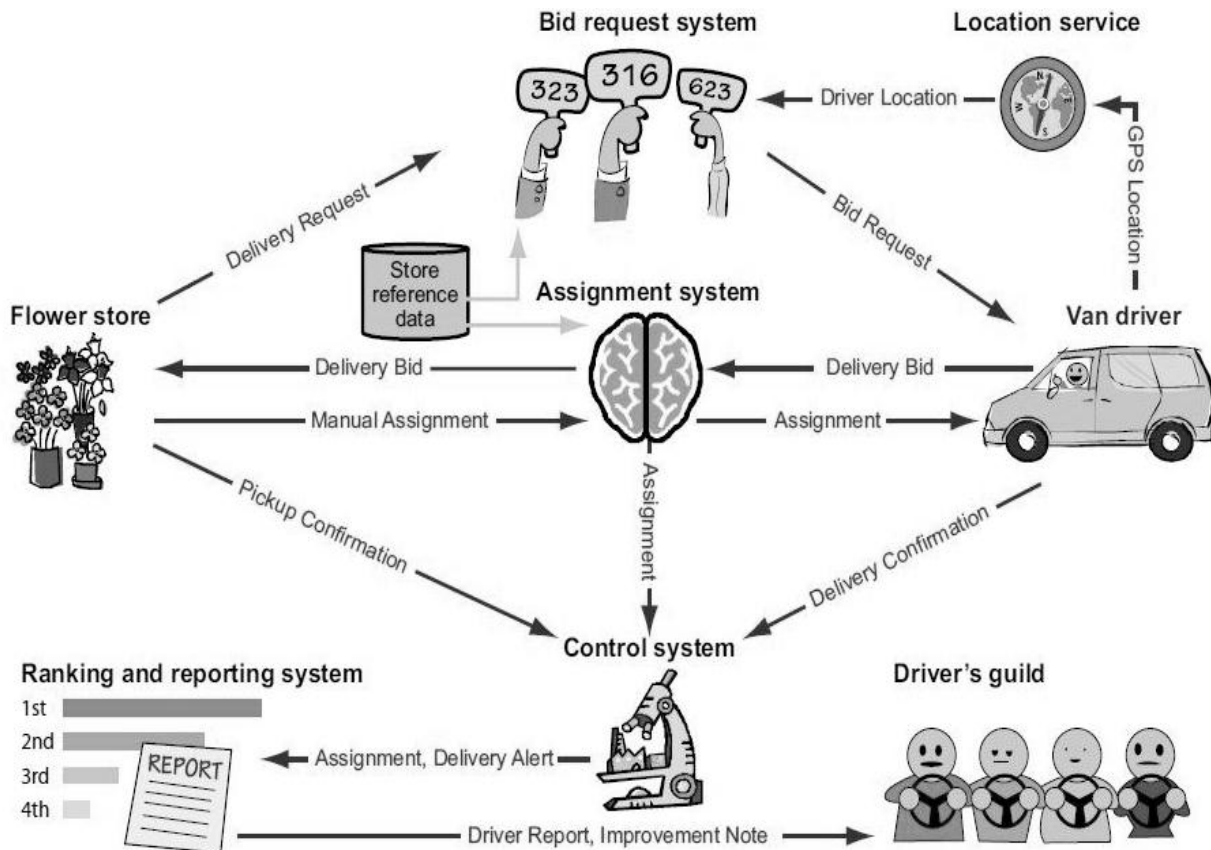 Bid request system
Location service
323
316
623
Driver Location
N
W
E
S
GPS Location
Delivery Request
Bid Request
Store
reference
data
Assignment system
Flower store
Van driver
Delivery Bid
Delivery Bid
Manual Assignment
Assignment
Pickup Confirmation
Assignment
Delivery Confirmation
Control system
Ranking and reporting system
Driver's guild
1st
2nd
3rd
4th
REPORT
Assignment, Delivery Alert
Driver Report, Improvement Note